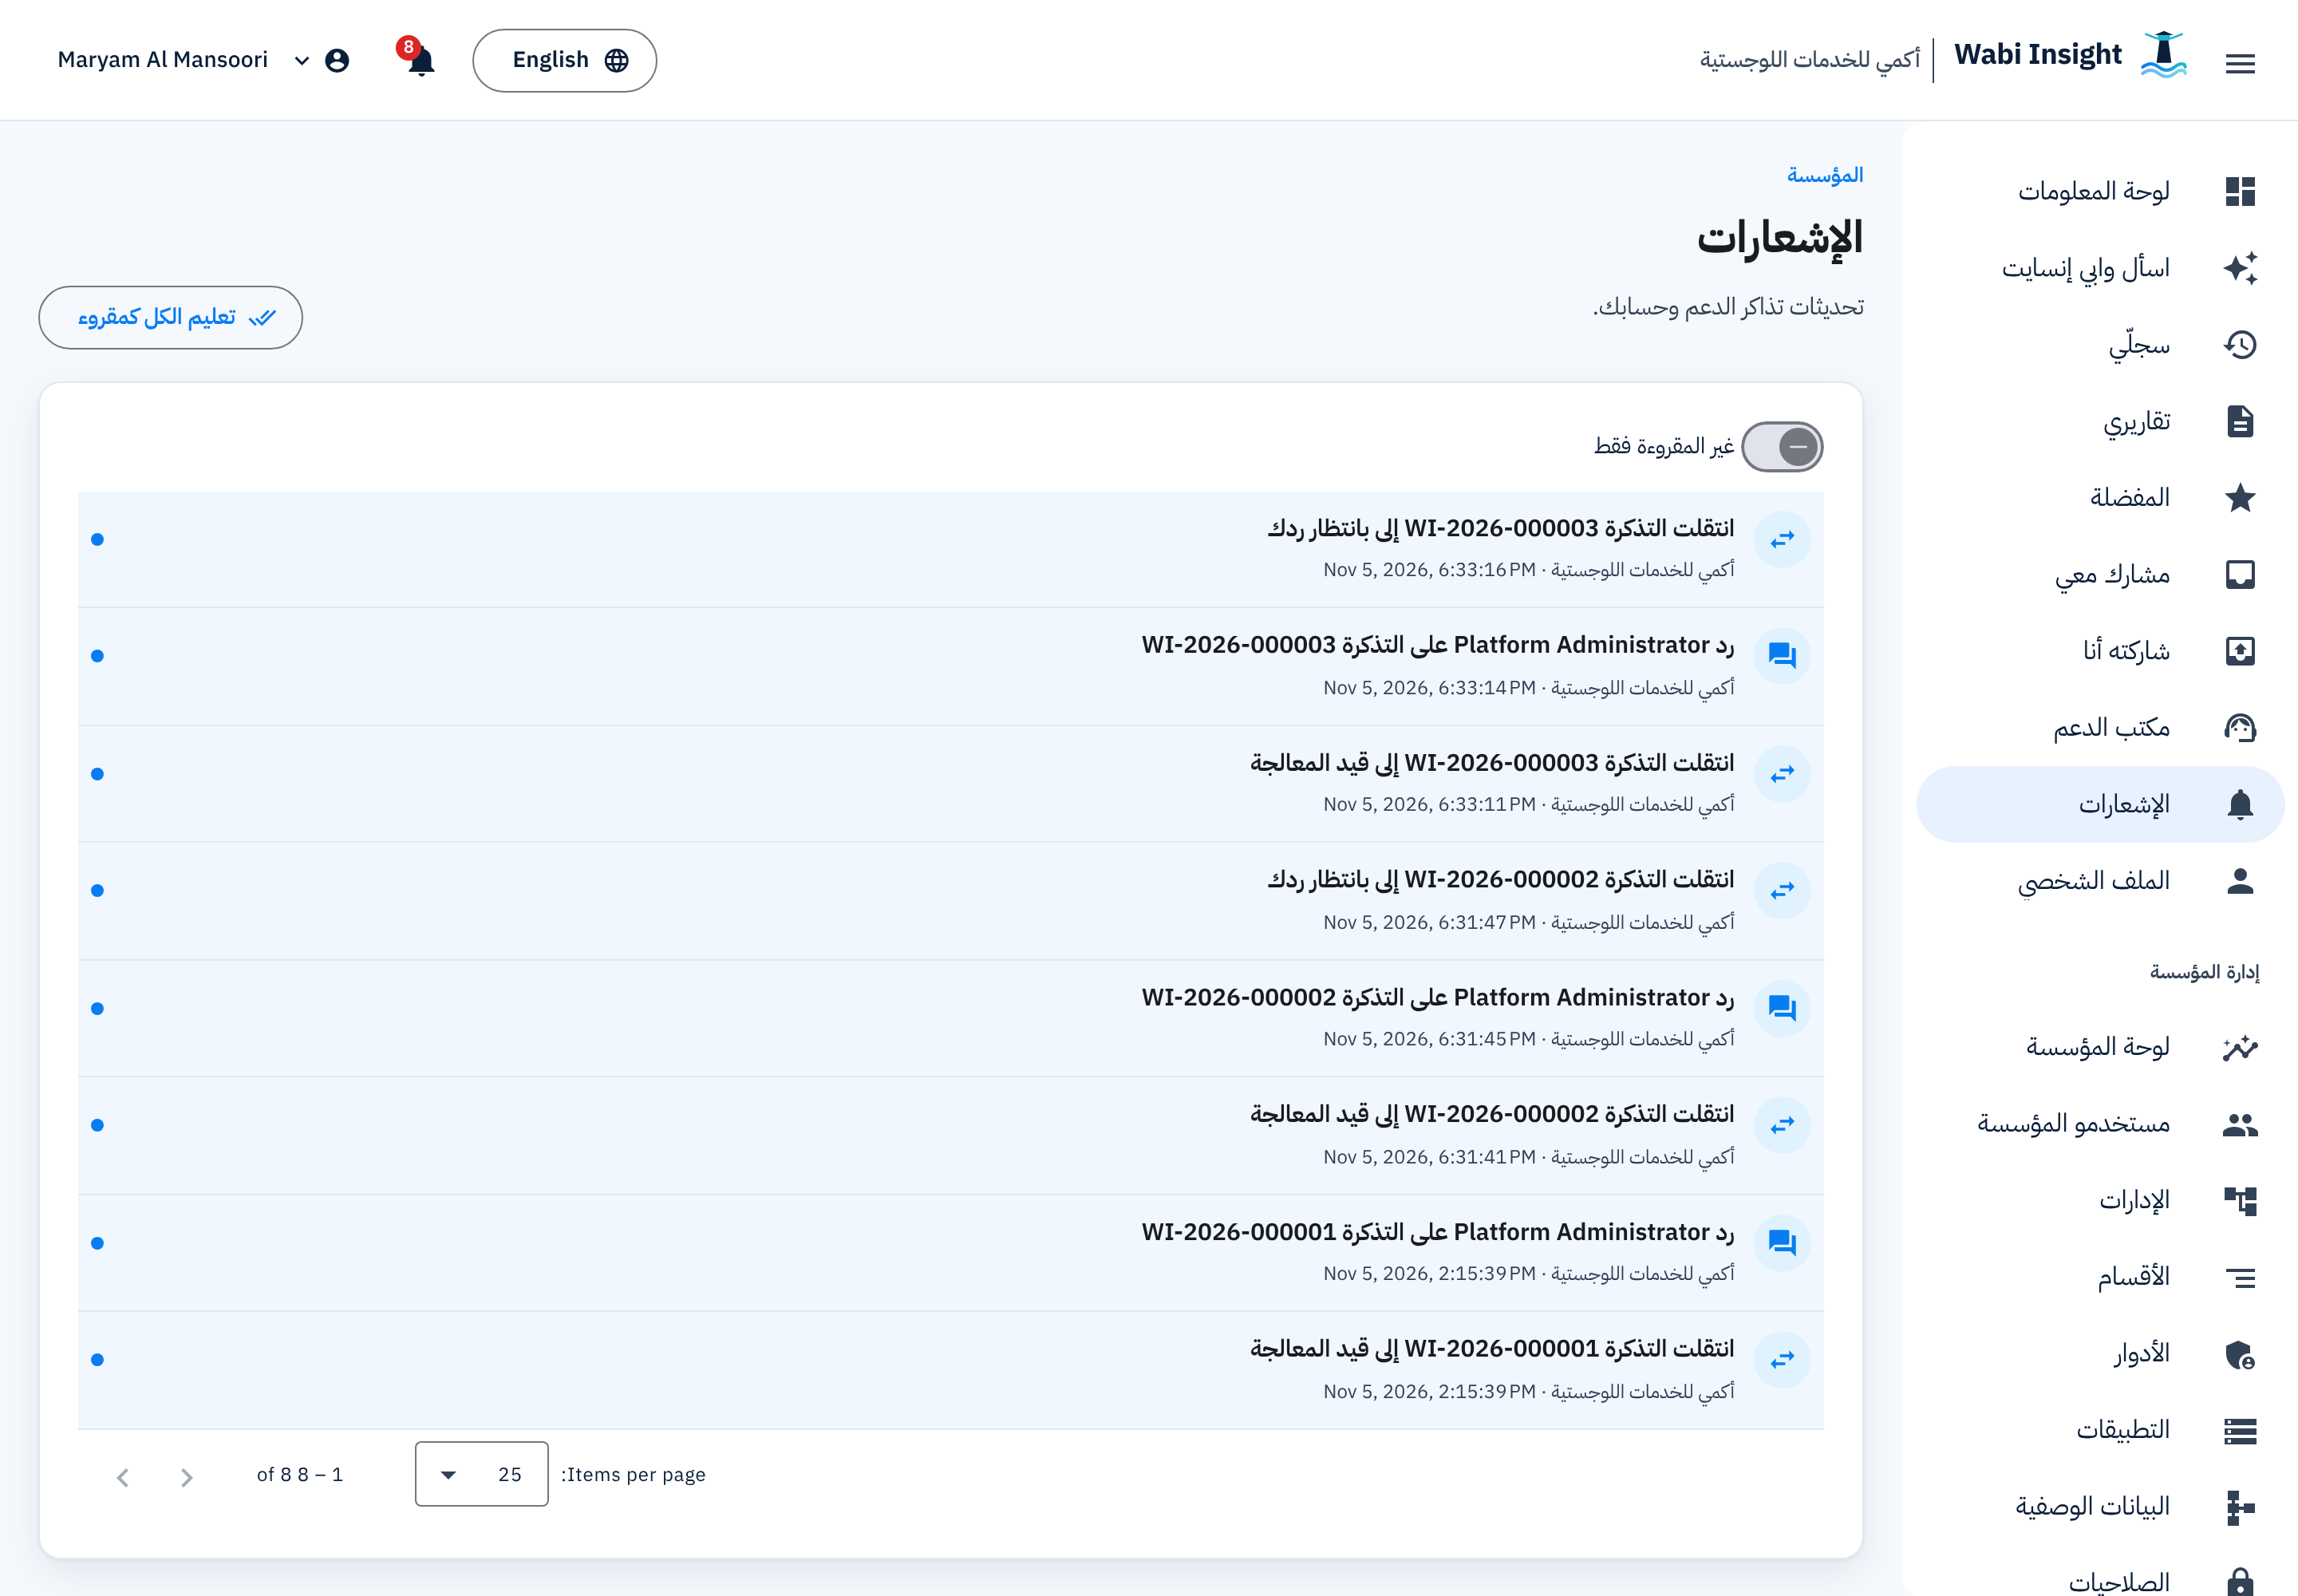 Wabi Insight
أكمي للخدمات اللوجستية
English
8
Maryam Al Mansoori
لوحة المعلومات
اسأل وابي إنسايت
سجلّي
تقاريري
المفضلة
مشارك معي
شاركته أنا
مكتب الدعم
الإشعارات
الملف الشخصي
إدارة المؤسسة
لوحة المؤسسة
مستخدمو المؤسسة
الإدارات
الأقسام
الأدوار
التطبيقات
البيانات الوصفية
الصلاحيات
المؤسسة
الإشعارات
تحديثات تذاكر الدعم وحسابك.
تعليم الكل كمقروء
غير المقروءة فقط
انتقلت التذكرة WI-2026-000003 إلى بانتظار ردك
أكمي للخدمات اللوجستية · Nov 5, 2026, 6:33:16 PM
رد Platform Administrator على التذكرة WI-2026-000003
أكمي للخدمات اللوجستية · Nov 5, 2026, 6:33:14 PM
انتقلت التذكرة WI-2026-000003 إلى قيد المعالجة
أكمي للخدمات اللوجستية · Nov 5, 2026, 6:33:11 PM
انتقلت التذكرة WI-2026-000002 إلى بانتظار ردك
أكمي للخدمات اللوجستية · Nov 5, 2026, 6:31:47 PM
رد Platform Administrator على التذكرة WI-2026-000002
أكمي للخدمات اللوجستية · Nov 5, 2026, 6:31:45 PM
انتقلت التذكرة WI-2026-000002 إلى قيد المعالجة
أكمي للخدمات اللوجستية · Nov 5, 2026, 6:31:41 PM
رد Platform Administrator على التذكرة WI-2026-000001
أكمي للخدمات اللوجستية · Nov 5, 2026, 2:15:39 PM
انتقلت التذكرة WI-2026-000001 إلى قيد المعالجة
أكمي للخدمات اللوجستية · Nov 5, 2026, 2:15:39 PM
:Items per page
25
of 8 8 – 1